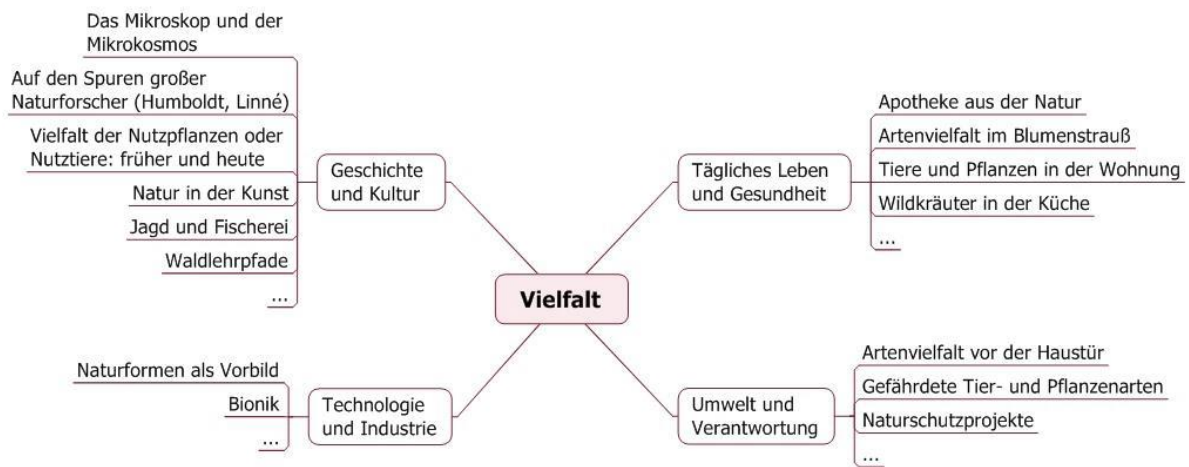 Das Mikroskop und der
Mikrokosmos
Auf den Spuren großer
Naturforscher (Humboldt, Linné)
Vielfalt der Nutzpflanzen oder
Nutztiere: früher und heute
Natur in der Kunst
Jagd und Fischerei
Waldlehrpfade
...
Geschichte
und Kultur
Naturformen als Vorbild
Bionik
...
Technologie
und Industrie
Vielfalt
Tägliches Leben
und Gesundheit
Apotheke aus der Natur
Artenvielfalt im Blumenstrauß
Tiere und Pflanzen in der Wohnung
Wildkräuter in der Küche
...
Umwelt und
Verantwortung
Artenvielfalt vor der Haustür
Gefährdete Tier- und Pflanzenarten
Naturschutzprojekte
...